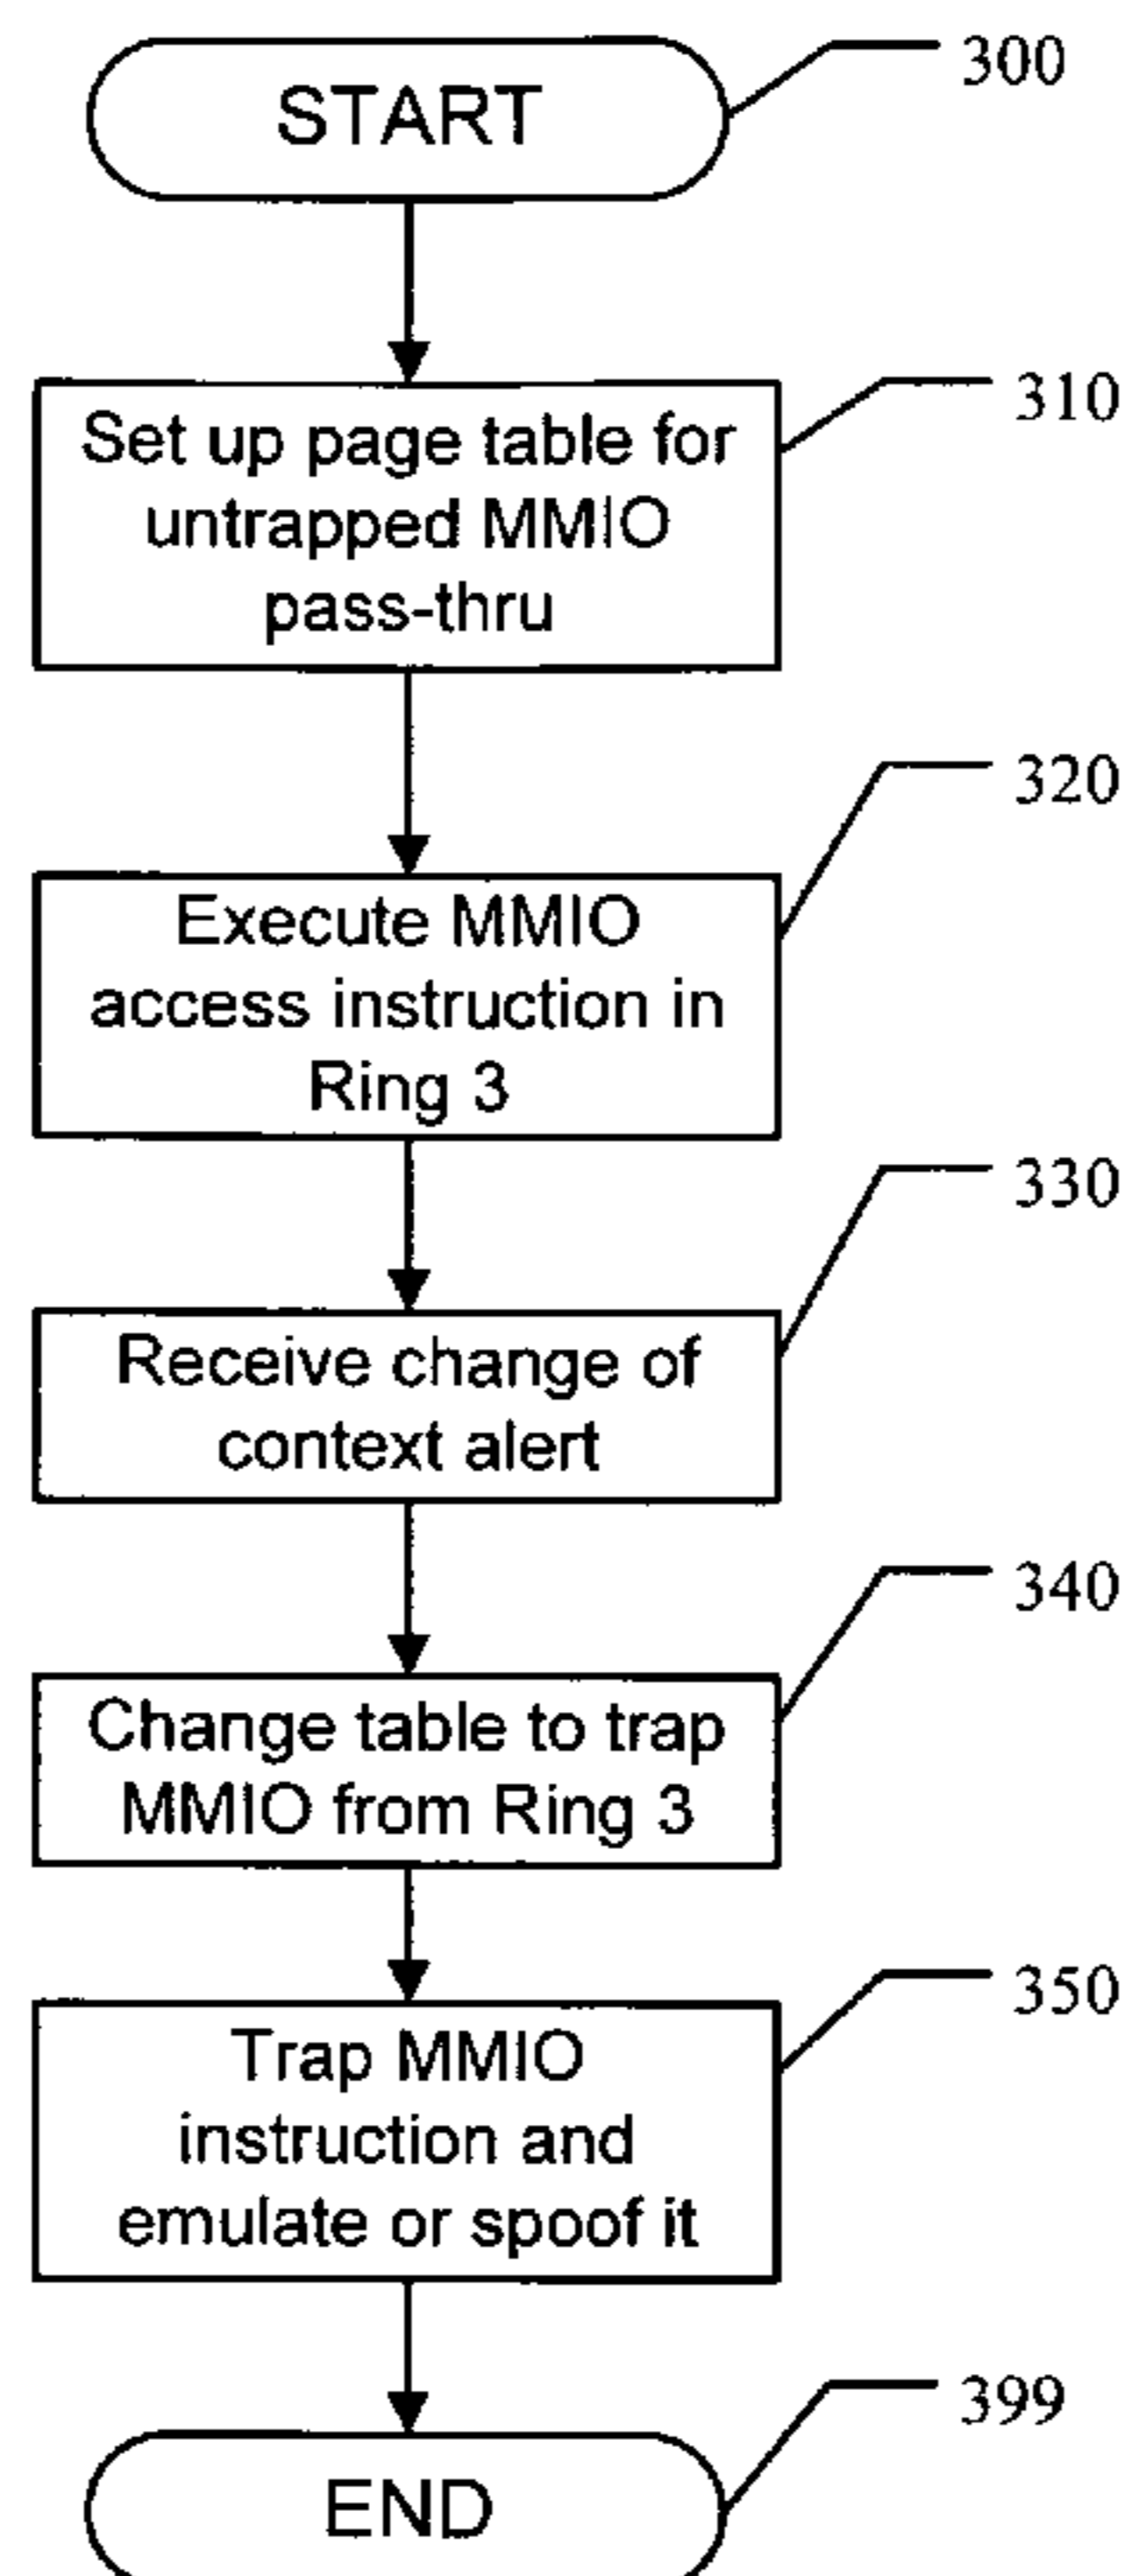 START
300
Set up page table for
untrapped MMIO
pass-thru
310
Execute MMIO
access instruction in
Ring 3
320
Receive change of
context alert
330
Change table to trap
MMIO from Ring 3
340
Trap MMIO
instruction and
emulate or spoof it
350
END
399